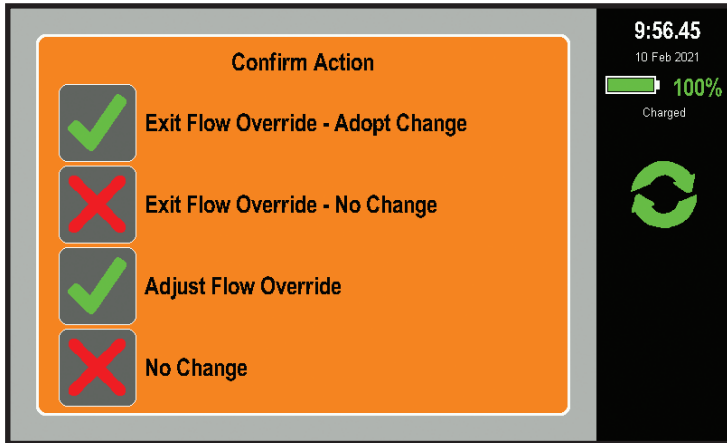 Confirm Action
Exit Flow Override - Adopt Change
Exit Flow Override - No Change
Adjust Flow Override
No Change
9:56.45
10 Feb 2021
100%
Charged